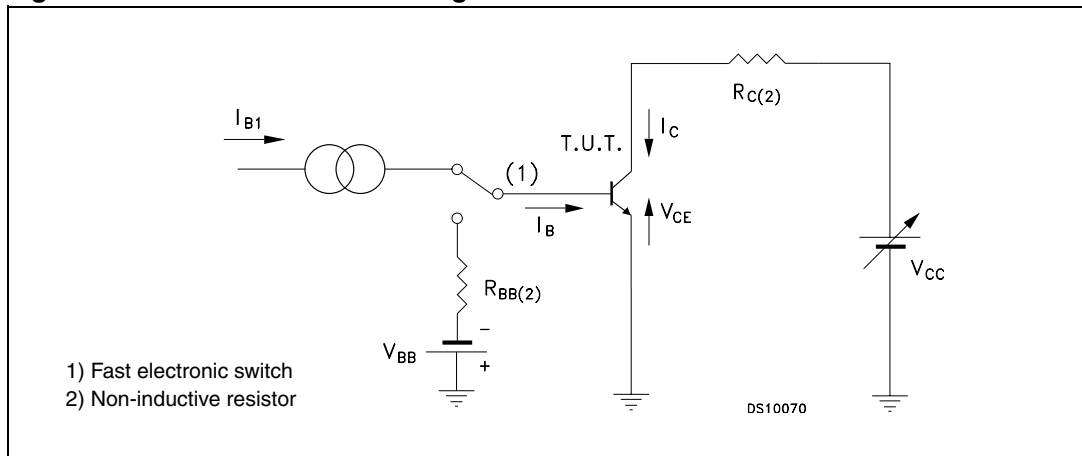 I_B1
(1)
I_B
T.U.T.
I_C
V_CE
R_C(2)
V_CC
R_BB(2)
V_BB
−
+
1) Fast electronic switch
2) Non-inductive resistor
DS10070